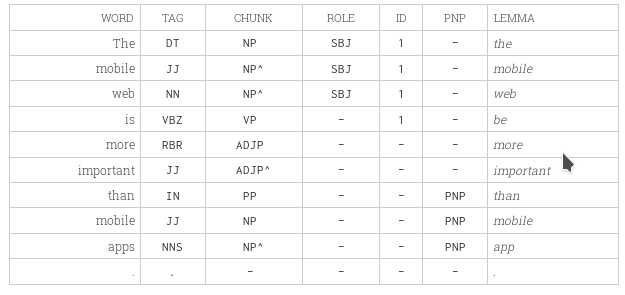 WORD TAG CHUNK ROLE ID PNP LEMMA
The DT NP SBJ 1 - the
mobile JJ NP^ SBJ 1 - mobile
web NN NP^ SBJ 1 - web
is VBZ VP - 1 - be
more RBR ADJP - - - more
important JJ ADJP^ - - - important
than IN PP - - PNP than
mobile JJ NP - - PNP mobile
apps NNS NP^ - - PNP app
. . - - - - .